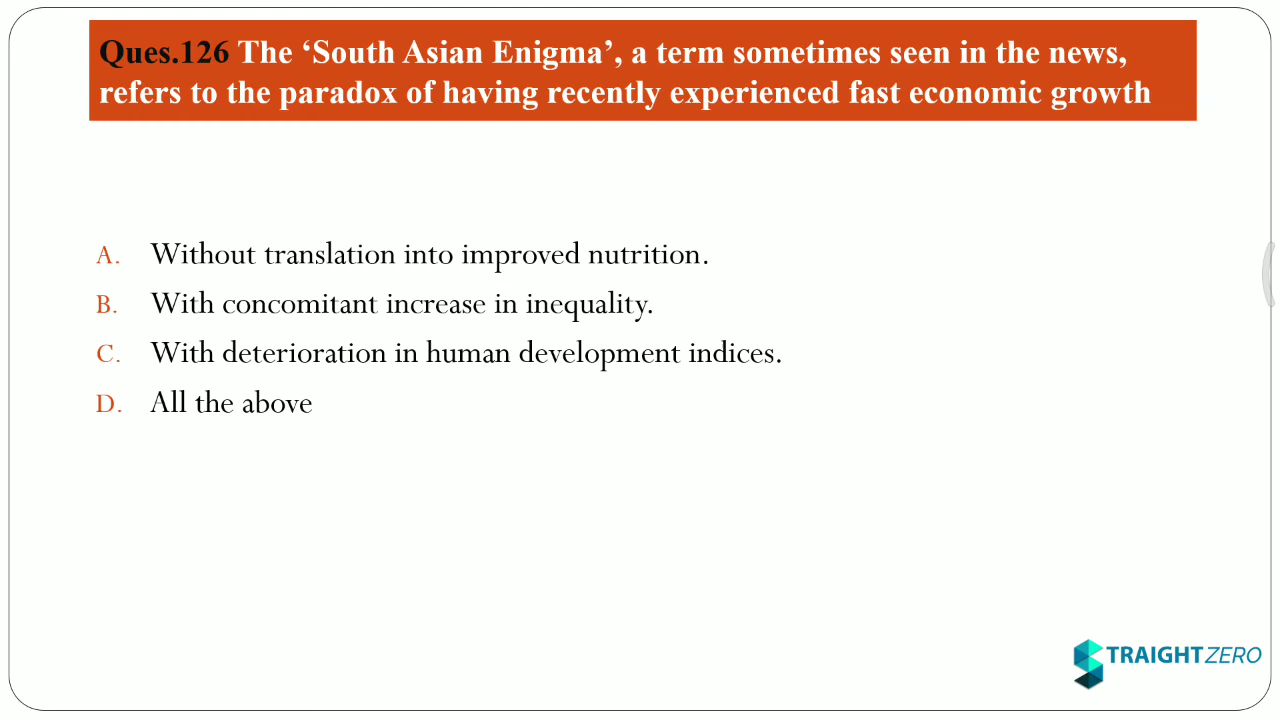 Ques.126 The ‘South Asian Enigma’, a term sometimes seen in the news,
refers to the paradox of having recently experienced fast economic growth
A. Without translation into improved nutrition.
B. With concomitant increase in inequality.
C. With deterioration in human development indices.
D. All the above
TRAIGHTZERO